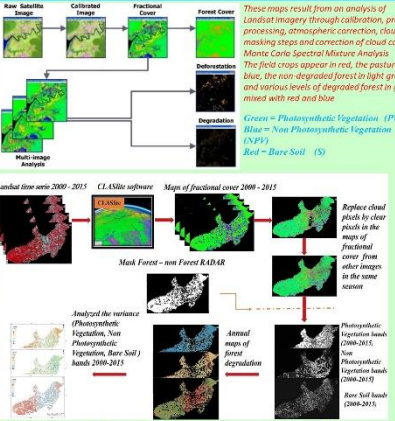 Raw Satellite
Image
Calibrated
Image
Fractional
Cover
Forest Cover
Deforestation
Degradation
Multi-image
Analysis
These maps result from an analysis of
Landsat imagery through calibration, pre
processing, atmospheric correction, clou
masking steps and correction of cloud co
Monte Carlo Spectral Mixture Analysis
The field crops appear in red, the pastur
blue, the non-degraded forest in light gr
and various levels of degraded forest in
mixed with red and blue
Green = Photosynthetic Vegetation (P
Blue = Non Photosynthetic Vegetation
(NPV)
Red = Bare Soil (S)
andsat time serie 2000 - 2015
CLASlite software
Maps of fractional cover 2000 - 2015
CLASlite
Replace cloud
pixels by clear
pixels in the
maps of
fractional
cover from
other images
in the same
season
Mask Forest – non Forest RADAR
Analyzed the variance
(Photosynthetic
Vegetation, Non
Photosynthetic
Vegetation, Bare Soil )
bands 2000-2015
Annual
maps of
forest
degradation
Photosynthetic
Vegetation bands
(2000-2015)
Non
Photosynthetic
Vegetation bands
(2000-2015)
Bare Soil bands
(2000-2015)